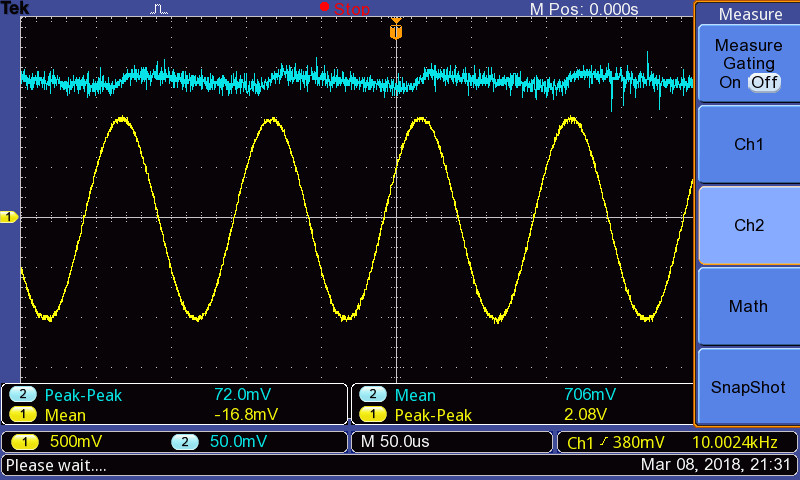 Tek Stop M Pos: 0.000s
T
1
2 Peak-Peak 72.0mV 2 Mean 706mV
1 Mean -16.8mV 1 Peak-Peak 2.08V
1 500mV 2 50.0mV M 50.0us Ch1 380mV 10.0024kHz
Please wait.... Mar 08, 2018, 21:31
Measure
Measure
Gating
On Off
Ch1
Ch2
Math
SnapShot